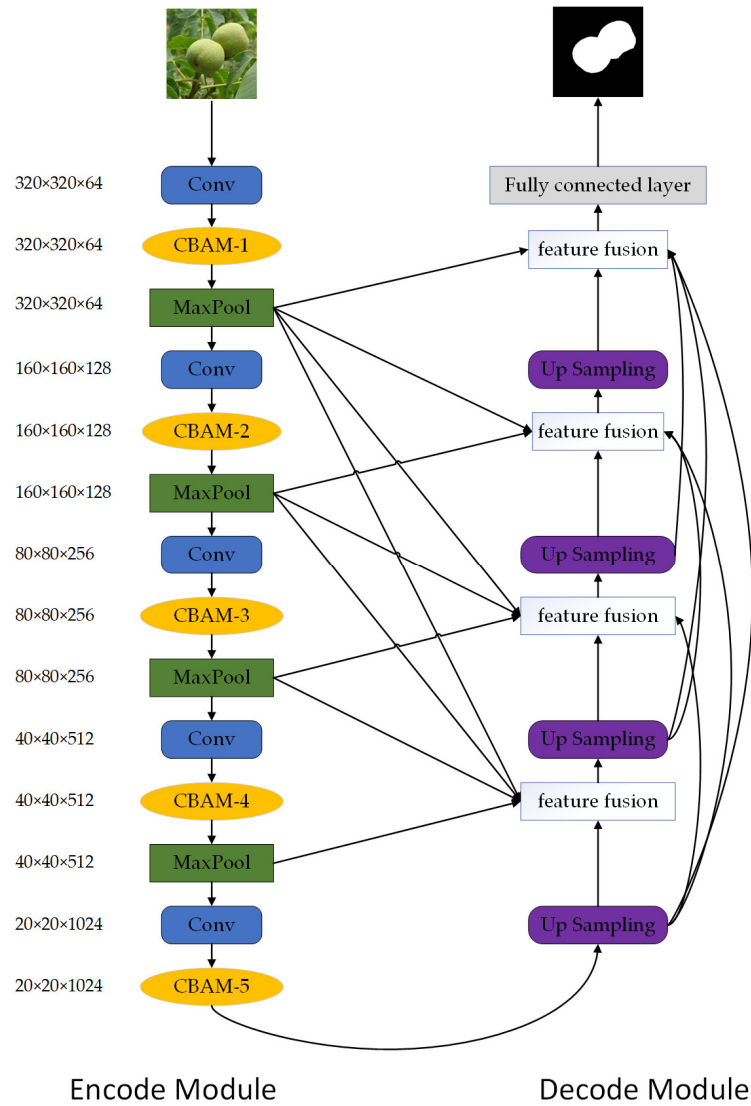 320×320×64
Conv
Fully connected layer
320×320×64
CBAM-1
feature fusion
320×320×64
MaxPool
160×160×128
Conv
Up Sampling
160×160×128
CBAM-2
feature fusion
160×160×128
MaxPool
80×80×256
Conv
Up Sampling
80×80×256
CBAM-3
feature fusion
80×80×256
MaxPool
40×40×512
Conv
Up Sampling
40×40×512
CBAM-4
feature fusion
40×40×512
MaxPool
20×20×1024
Conv
Up Sampling
20×20×1024
CBAM-5
Encode Module
Decode Module